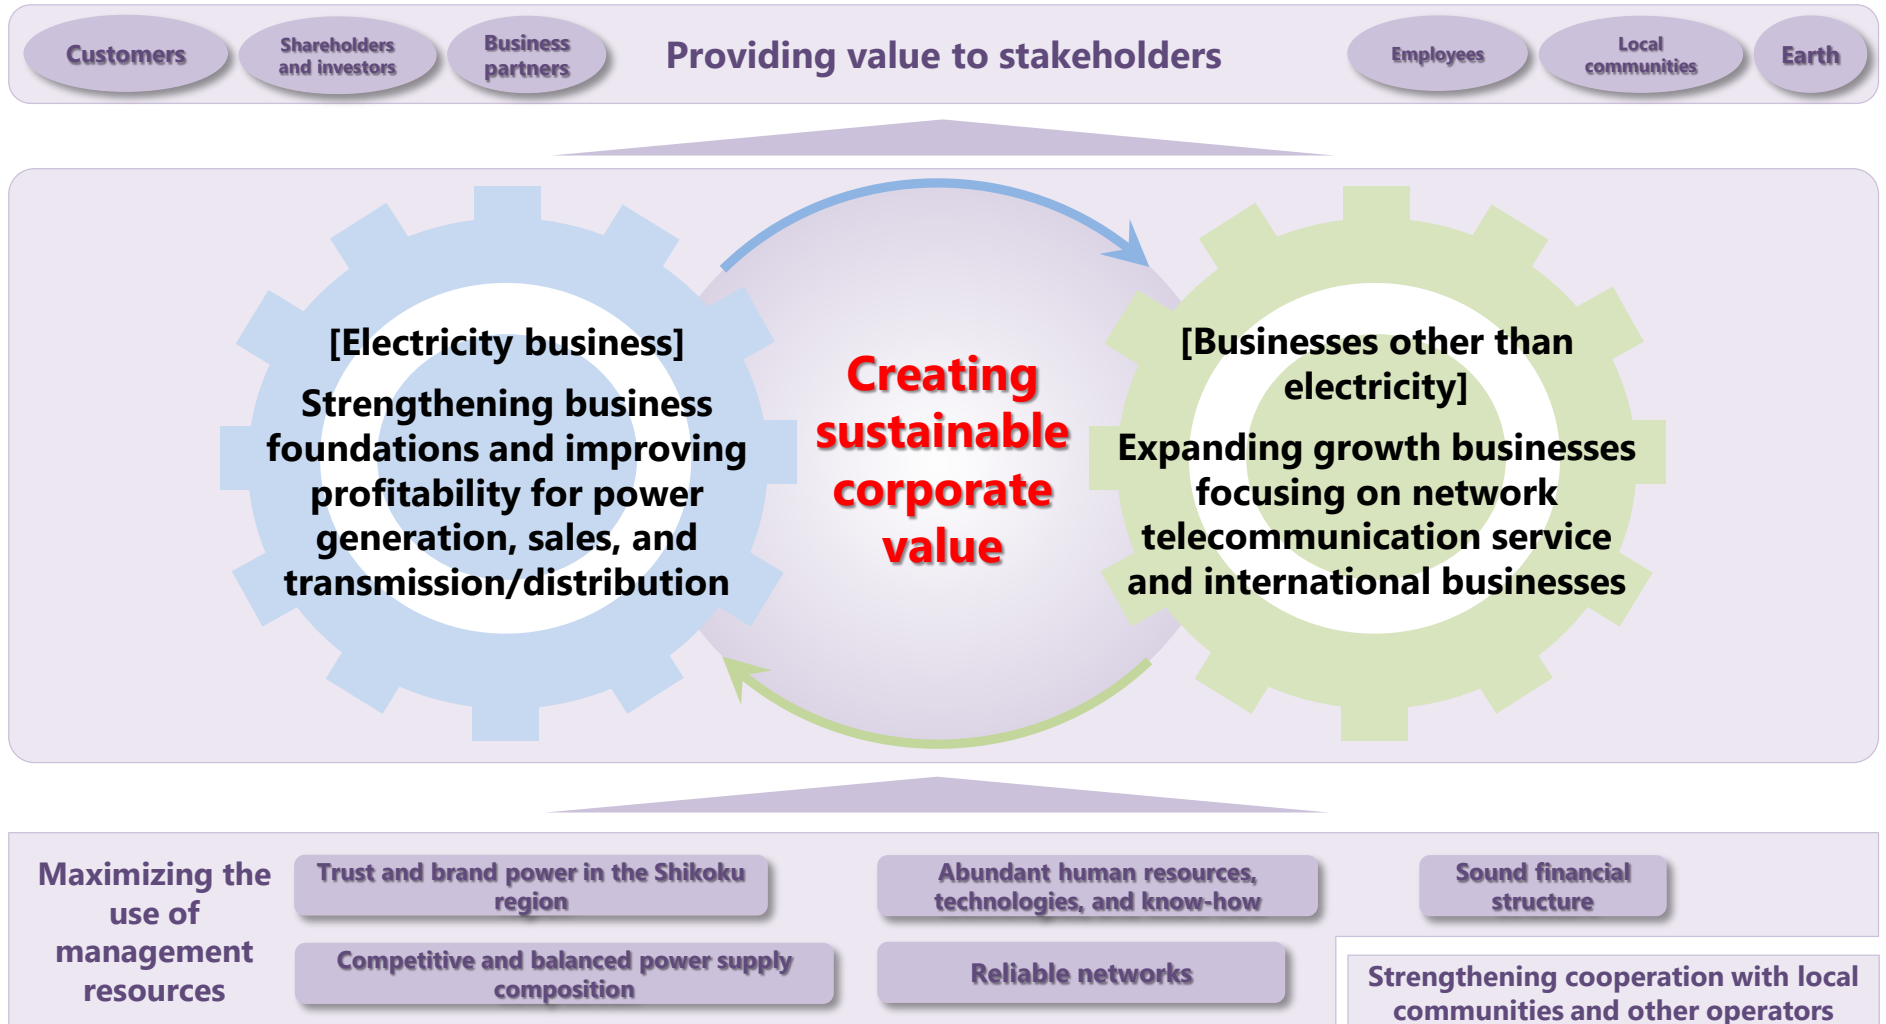 Customers
Shareholders
and investors
Business
partners
Providing value to stakeholders
Employees
Local
communities
Earth
[Electricity business]
Strengthening business
foundations and improving
profitability for power
generation, sales, and
transmission/distribution
Creating
sustainable
corporate
value
[Businesses other than
electricity]
Expanding growth businesses
focusing on network
telecommunication service
and international businesses
Maximizing the
use of
management
resources
Trust and brand power in the Shikoku
region
Abundant human resources,
technologies, and know-how
Sound financial
structure
Competitive and balanced power supply
composition
Reliable networks
Strengthening cooperation with local
communities and other operators